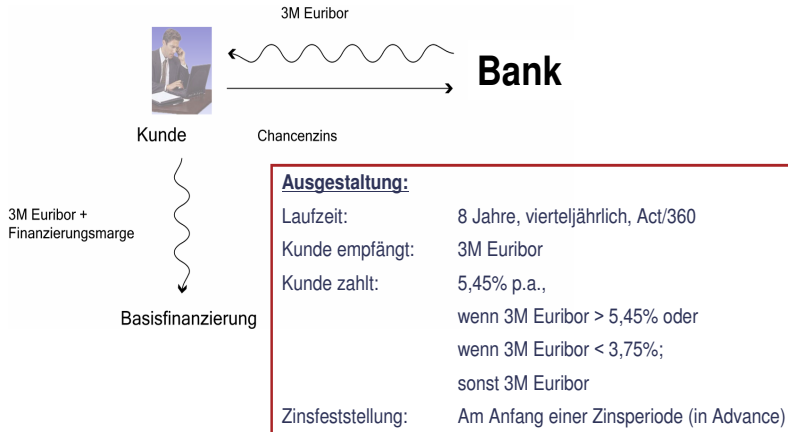 3M Euribor
Bank
Kunde
Chancenzins
3M Euribor +
Finanzierungsmarge
Basisfinanzierung
Ausgestaltung:
Laufzeit: 8 Jahre, vierteljährlich, Act/360
Kunde empfängt: 3M Euribor
Kunde zahlt: 5,45% p.a.,
wenn 3M Euribor > 5,45% oder
wenn 3M Euribor < 3,75%;
sonst 3M Euribor
Zinsfeststellung: Am Anfang einer Zinsperiode (in Advance)